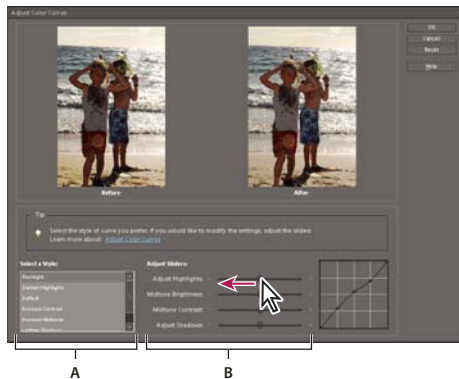 Adjust Color Curves
OK
Cancel
Reset
Help
Before
After
Tip:
Select the style of curve you prefer. If you would like to modify the settings, adjust the sliders.
Learn more about: Adjust Color Curves
Select a Style:
Backlight
Darken Highlights
Default
Increase Contrast
Increase Midtones
Lighten Shadows
Adjust Sliders:
Adjust Highlights:
Midtone Brightness:
Midtone Contrast:
Adjust Shadows:
A
B